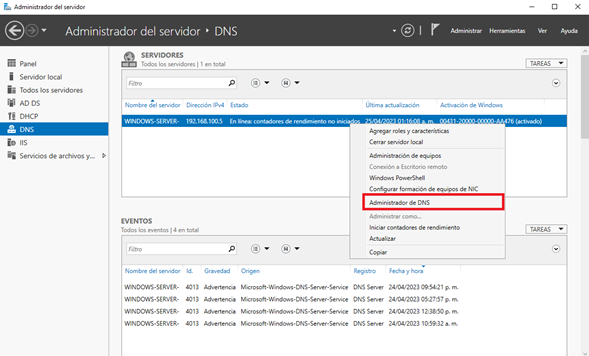 Administrador del servidor
Administrador del servidor • DNS
Administrar Herramientas Ver Ayuda
Panel
Servidor local
Todos los servidores
AD DS
DHCP
DNS
IIS
Servicios de archivos y...
SERVIDORES
Todos los servidores | 1 en total
TAREAS
Filtro
Nombre del servidor Dirección IPv4 Estado Última actualización Activación de Windows
WINDOWS-SERVER- 192.168.100.5 En línea: contadores de rendimiento no iniciados 25/04/2023 01:16:08 a. m. 00431-20000-00000-AA476 (activado)
Agregar roles y características
Cerrar servidor local
Administración de equipos
Conexión a Escritorio remoto
Windows PowerShell
Configurar formación de equipos de NIC
Administrador de DNS
Administrar como...
Iniciar contadores de rendimiento
Actualizar
Copiar
EVENTOS
Todos los eventos | 4 en total
TAREAS
Filtro
Nombre del servidor Id. Gravedad Origen Registro Fecha y hora
WINDOWS-SERVER- 4013 Advertencia Microsoft-Windows-DNS-Server-Service DNS Server 24/04/2023 09:54:21 p. m.
WINDOWS-SERVER- 4013 Advertencia Microsoft-Windows-DNS-Server-Service DNS Server 24/04/2023 05:27:57 p. m.
WINDOWS-SERVER- 4013 Advertencia Microsoft-Windows-DNS-Server-Service DNS Server 24/04/2023 12:38:50 p. m.
WINDOWS-SERVER- 4013 Advertencia Microsoft-Windows-DNS-Server-Service DNS Server 24/04/2023 10:59:32 a. m.